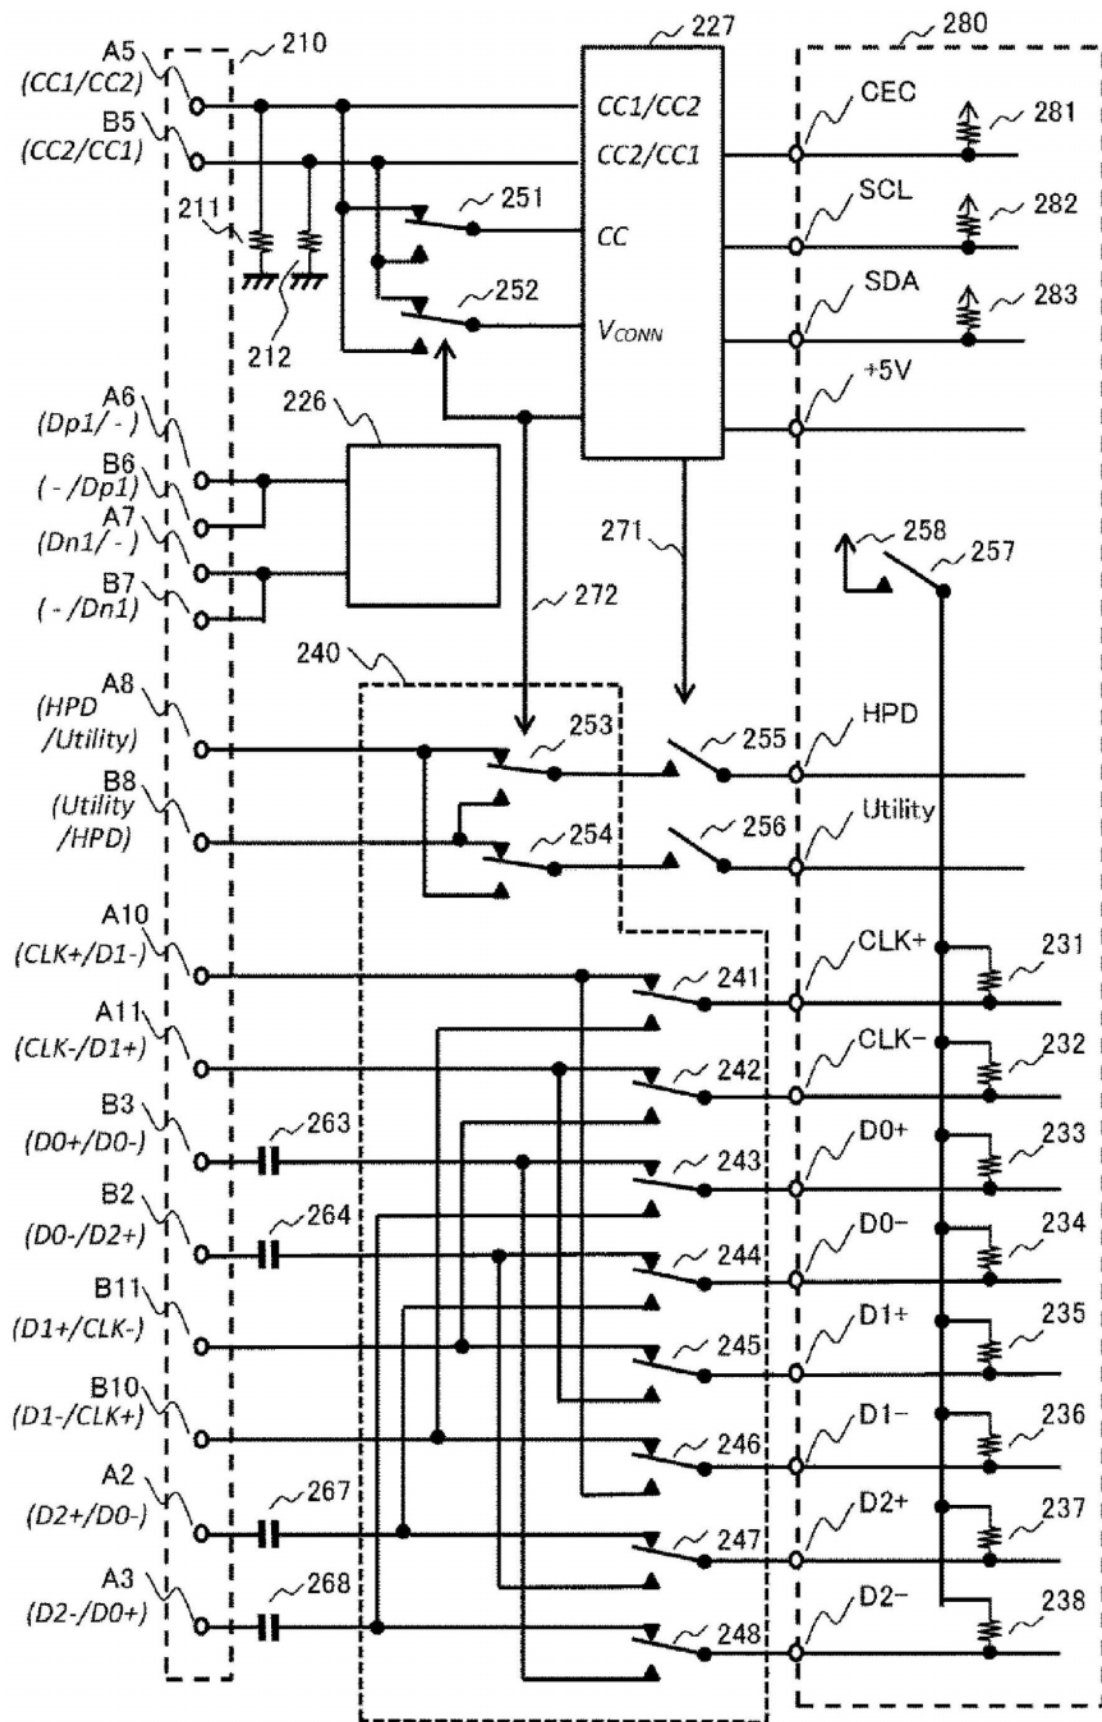 210
227
280
A5
(CC1/CC2)
B5
(CC2/CC1)
CC1/CC2
CC2/CC1
CC
VCONN
CEC
281
SCL
282
SDA
283
+5V
211
212
251
252
A6
(Dp1/ -)
B6
( - /Dp1)
A7
(Dn1/ -)
B7
( - /Dn1)
226
271
272
258
257
240
A8
(HPD
/Utility)
B8
(Utility
/HPD)
253
255
HPD
254
256
Utility
A10
(CLK+/D1-)
241
CLK+
231
A11
(CLK-/D1+)
242
CLK−
232
B3
(D0+/D0-)
263
243
D0+
233
B2
(D0-/D2+)
264
244
D0−
234
B11
(D1+/CLK-)
245
D1+
235
B10
(D1-/CLK+)
246
D1−
236
A2
(D2+/D0-)
267
247
D2+
237
A3
(D2-/D0+)
268
248
D2−
238